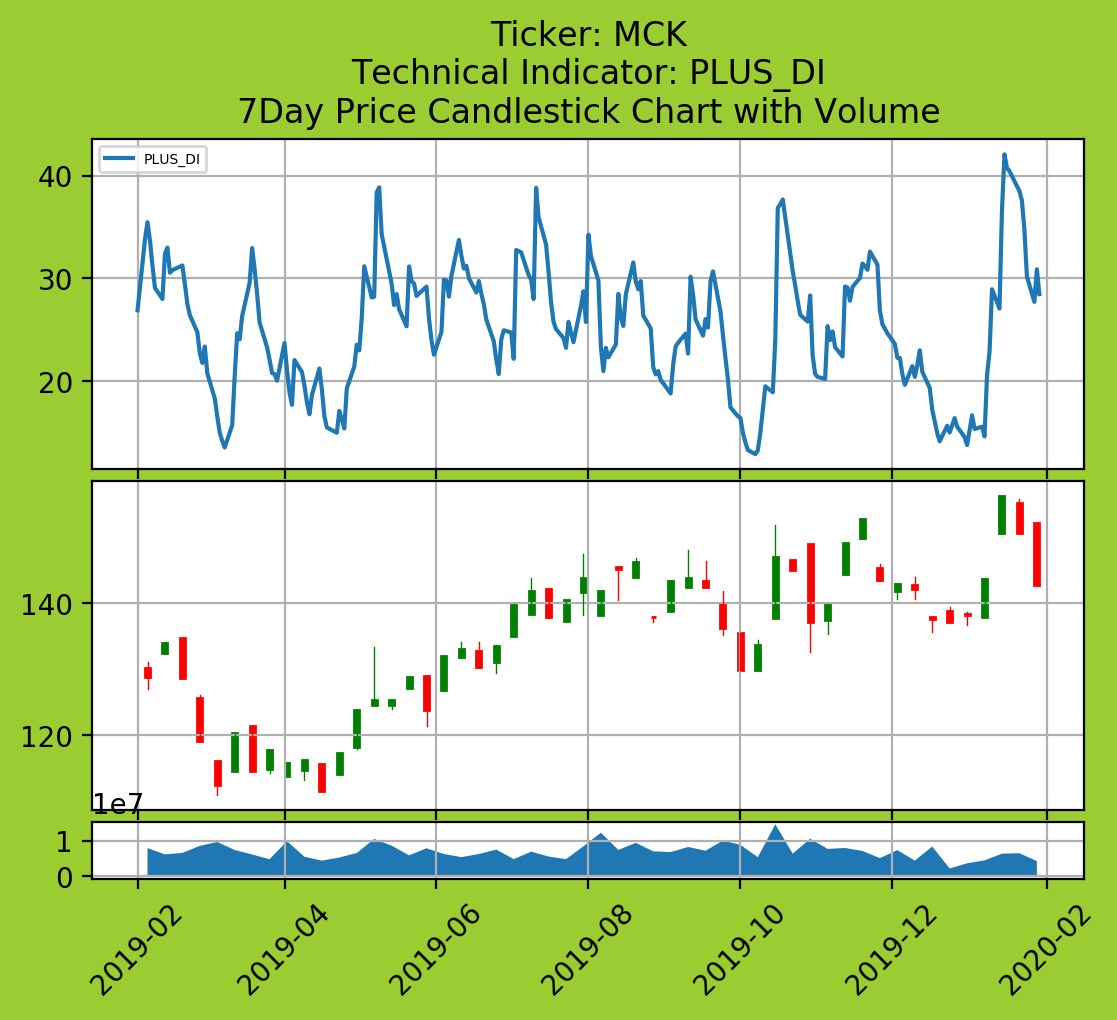 Ticker: MCK
Technical Indicator: PLUS_DI
7Day Price Candlestick Chart with Volume
PLUS_DI
40
30
20
140
120
1e7
1
0
2019-02
2019-04
2019-06
2019-08
2019-10
2019-12
2020-02